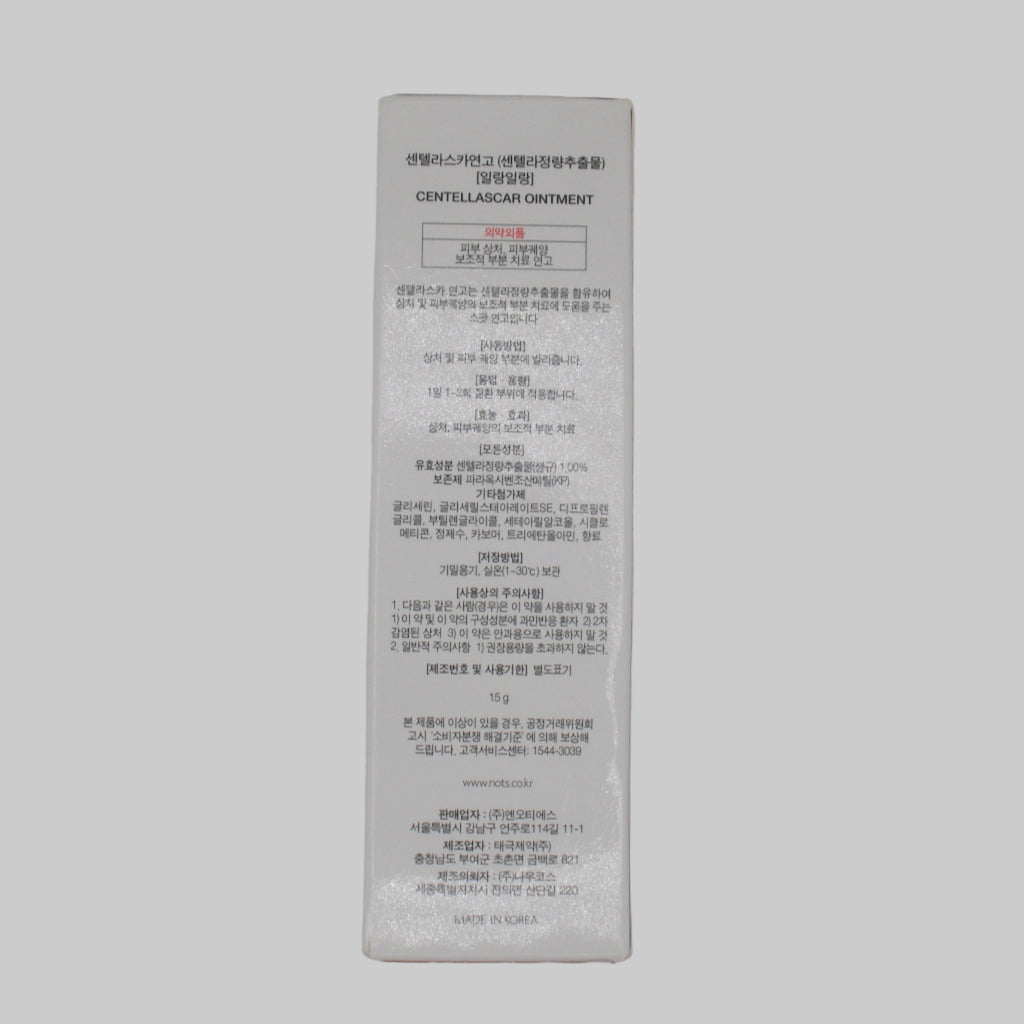 센텔라스카연고 (센텔라정량추출물)
[일랑일랑]
CENTELLASCAR OINTMENT
의약외품
피부 상처, 피부궤양
보조적 부분 치료 연고
센텔라스카 연고는 센텔라정량추출물을 함유하여
상처 및 피부궤양의 보조적 부분 치료에 도움을 주는
스팟 연고입니다
[사용방법]
상처 및 피부 궤양 부분에 발라줍니다.
[용법 · 용량]
1일 1~2회 질환 부위에 적용합니다.
[효능 · 효과]
상처, 피부궤양의 보조적 부분 치료
[모든성분]
유효성분 센텔라정량추출물(생규) 1.00%
보존제 파라옥시벤조산메틸(KP)
기타첨가제
글리세린, 글리세릴스테아레이트SE, 디프로필렌
글리콜, 부틸렌글라이콜, 세테아릴알코올, 시클로
메티콘, 정제수, 카보머, 트리에탄올아민, 향료
[저장방법]
기밀용기, 실온(1~30℃) 보관
[사용상의 주의사항]
1. 다음과 같은 사람(경우)은 이 약을 사용하지 말 것
1) 이 약 및 이 약의 구성성분에 과민반응 환자 2) 2차
감염된 상처 3) 이 약은 안과용으로 사용하지 말 것
2. 일반적 주의사항 1) 권장용량을 초과하지 않는다.
[제조번호 및 사용기한] 별도표기
15 g
본 제품에 이상이 있을 경우, 공정거래위원회
고시 '소비자분쟁 해결기준' 에 의해 보상해
드립니다. 고객서비스센터: 1544-3039
www.nots.co.kr
판매업자 : (주)엔오티에스
서울특별시 강남구 언주로114길 11-1
제조업자 : 태극제약(주)
충청남도 부여군 초촌면 금백로 821
제조의뢰자 : (주)나우코스
세종특별자치시 전의면 산단길 220
MADE IN KOREA